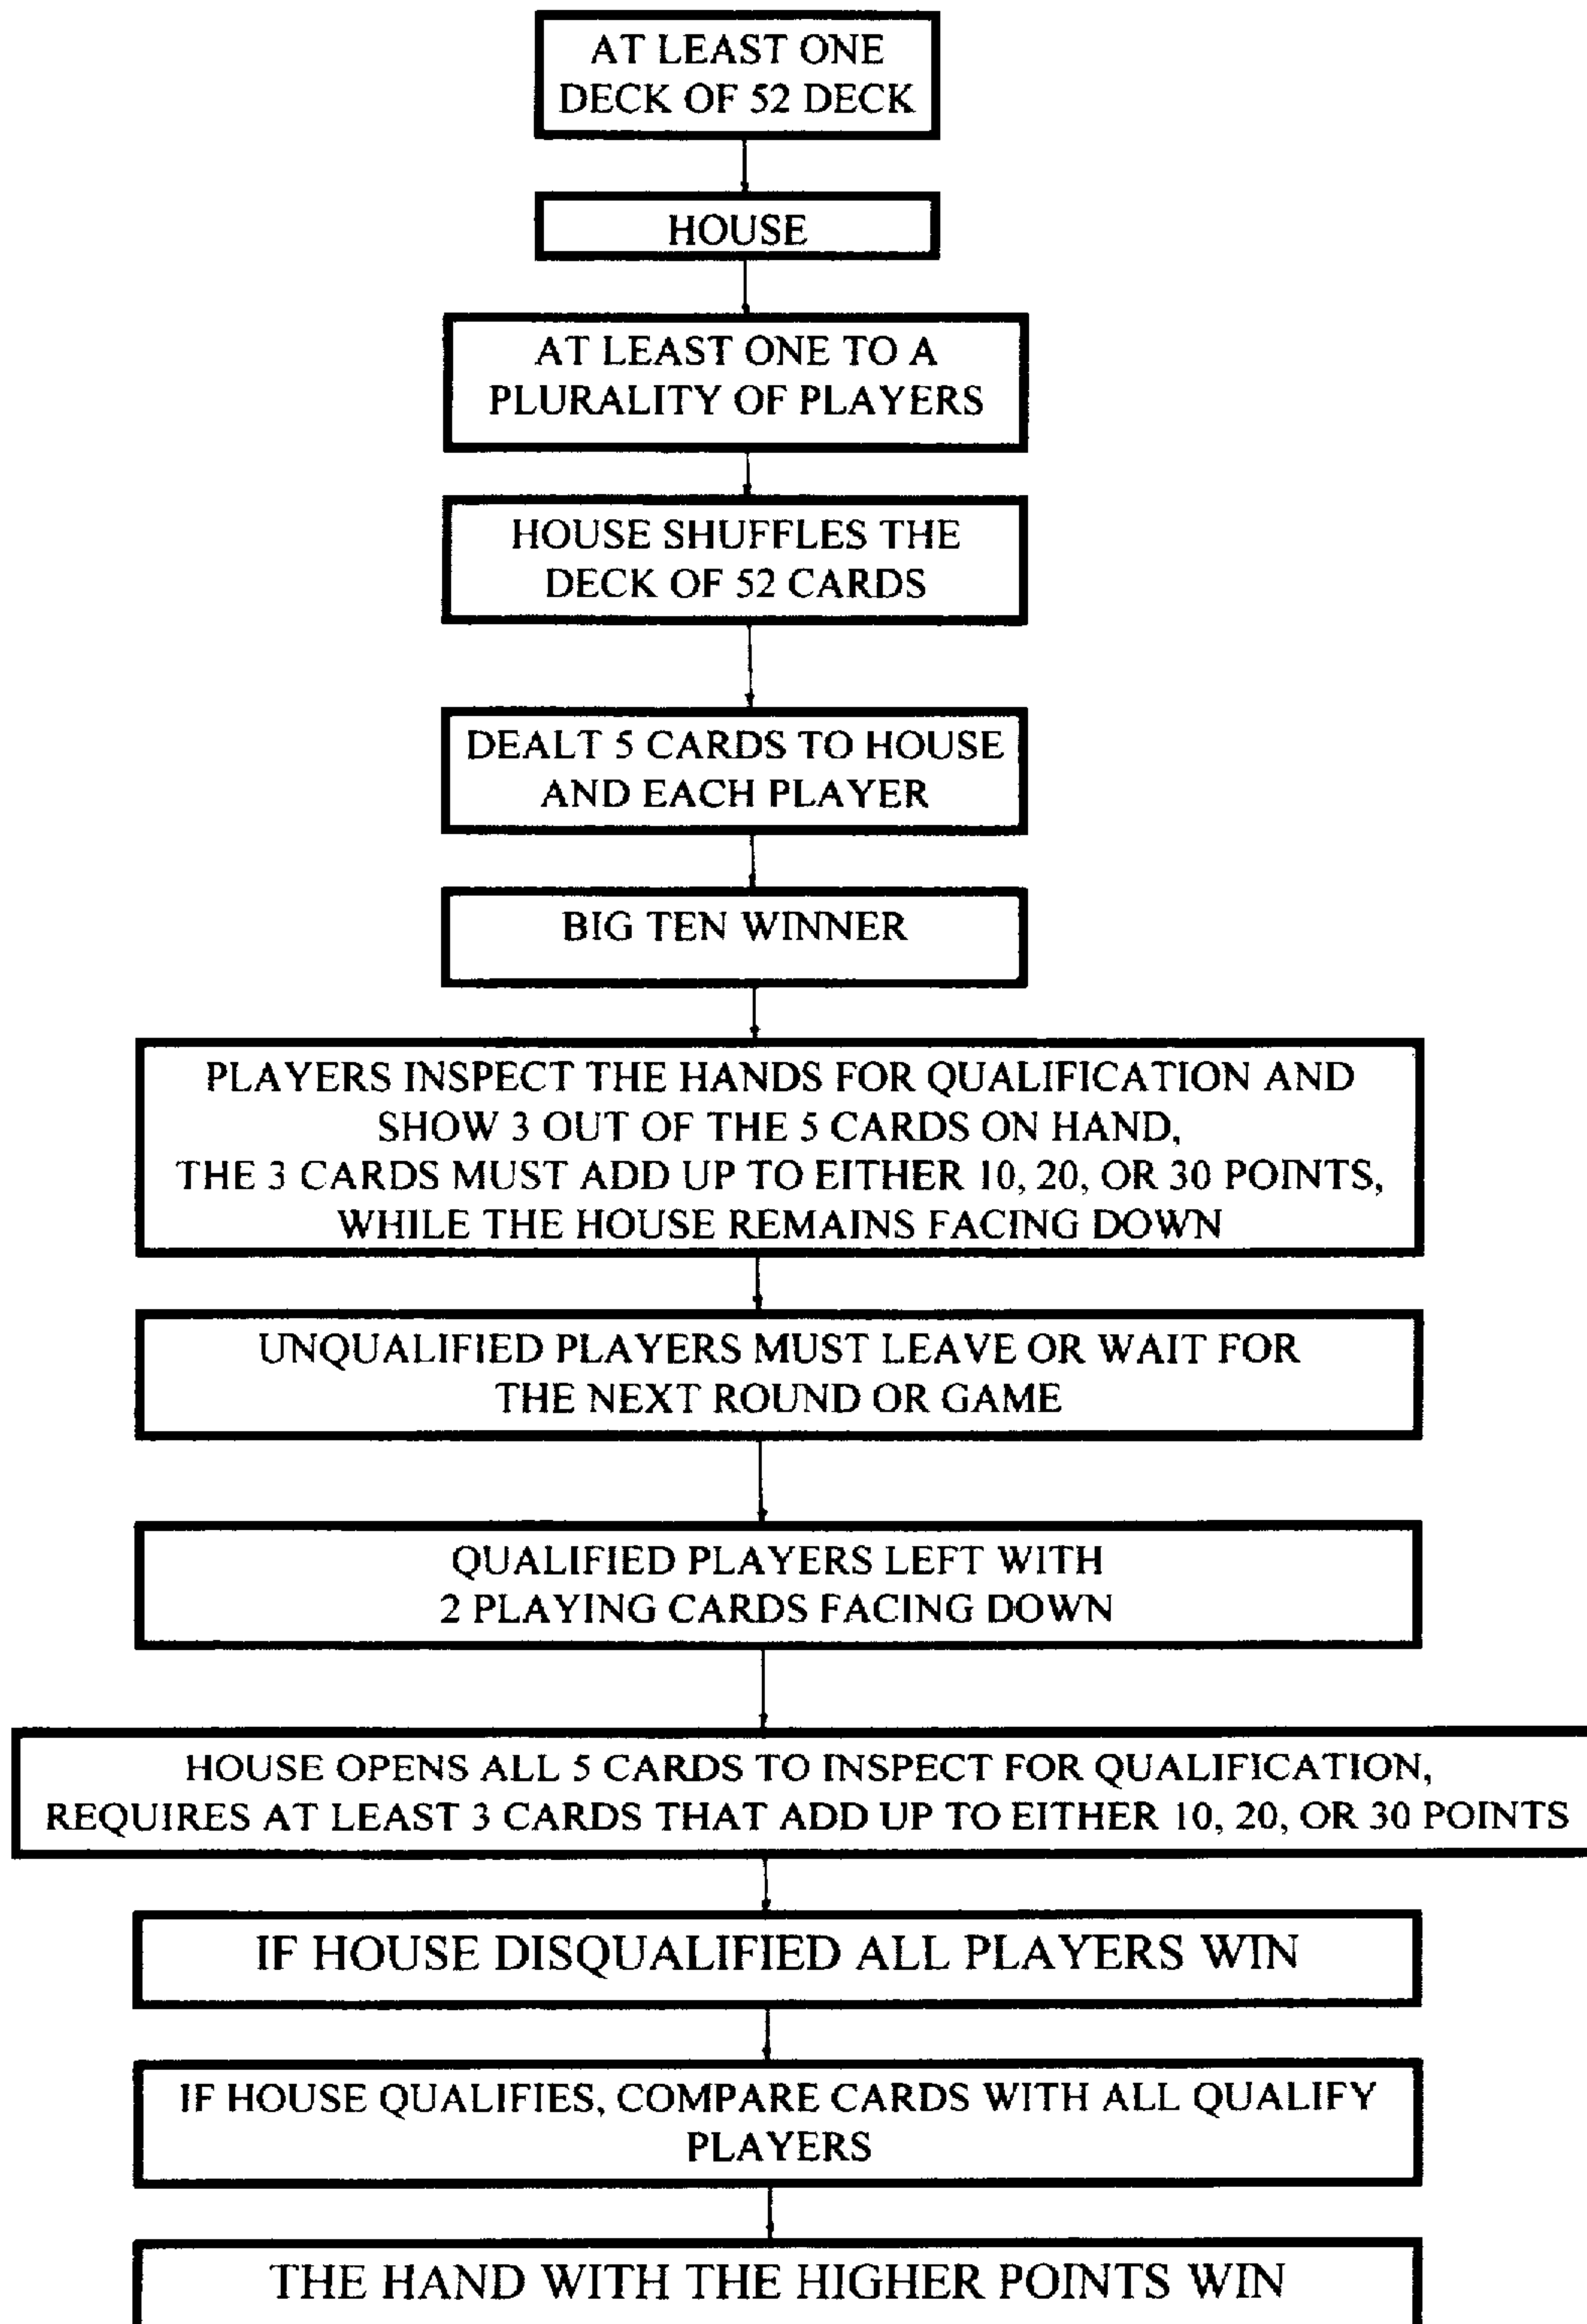 AT LEAST ONE
DECK OF 52 DECK
HOUSE
AT LEAST ONE TO A
PLURALITY OF PLAYERS
HOUSE SHUFFLES THE
DECK OF 52 CARDS
DEALT 5 CARDS TO HOUSE
AND EACH PLAYER
BIG TEN WINNER
PLAYERS INSPECT THE HANDS FOR QUALIFICATION AND
SHOW 3 OUT OF THE 5 CARDS ON HAND,
THE 3 CARDS MUST ADD UP TO EITHER 10, 20, OR 30 POINTS,
WHILE THE HOUSE REMAINS FACING DOWN
UNQUALIFIED PLAYERS MUST LEAVE OR WAIT FOR
THE NEXT ROUND OR GAME
QUALIFIED PLAYERS LEFT WITH
2 PLAYING CARDS FACING DOWN
HOUSE OPENS ALL 5 CARDS TO INSPECT FOR QUALIFICATION,
REQUIRES AT LEAST 3 CARDS THAT ADD UP TO EITHER 10, 20, OR 30 POINTS
IF HOUSE DISQUALIFIED ALL PLAYERS WIN
IF HOUSE QUALIFIES, COMPARE CARDS WITH ALL QUALIFY
PLAYERS
THE HAND WITH THE HIGHER POINTS WIN